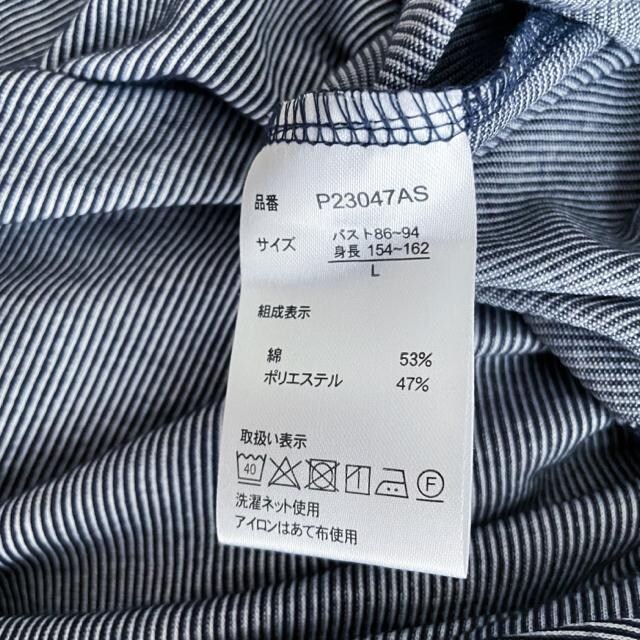 品番 P23047AS
サイズ バスト86~94
身長 154~162
L
組成表示
綿 53%
ポリエステル 47%
取扱い表示
40 F
洗濯ネット使用
アイロンはあて布使用